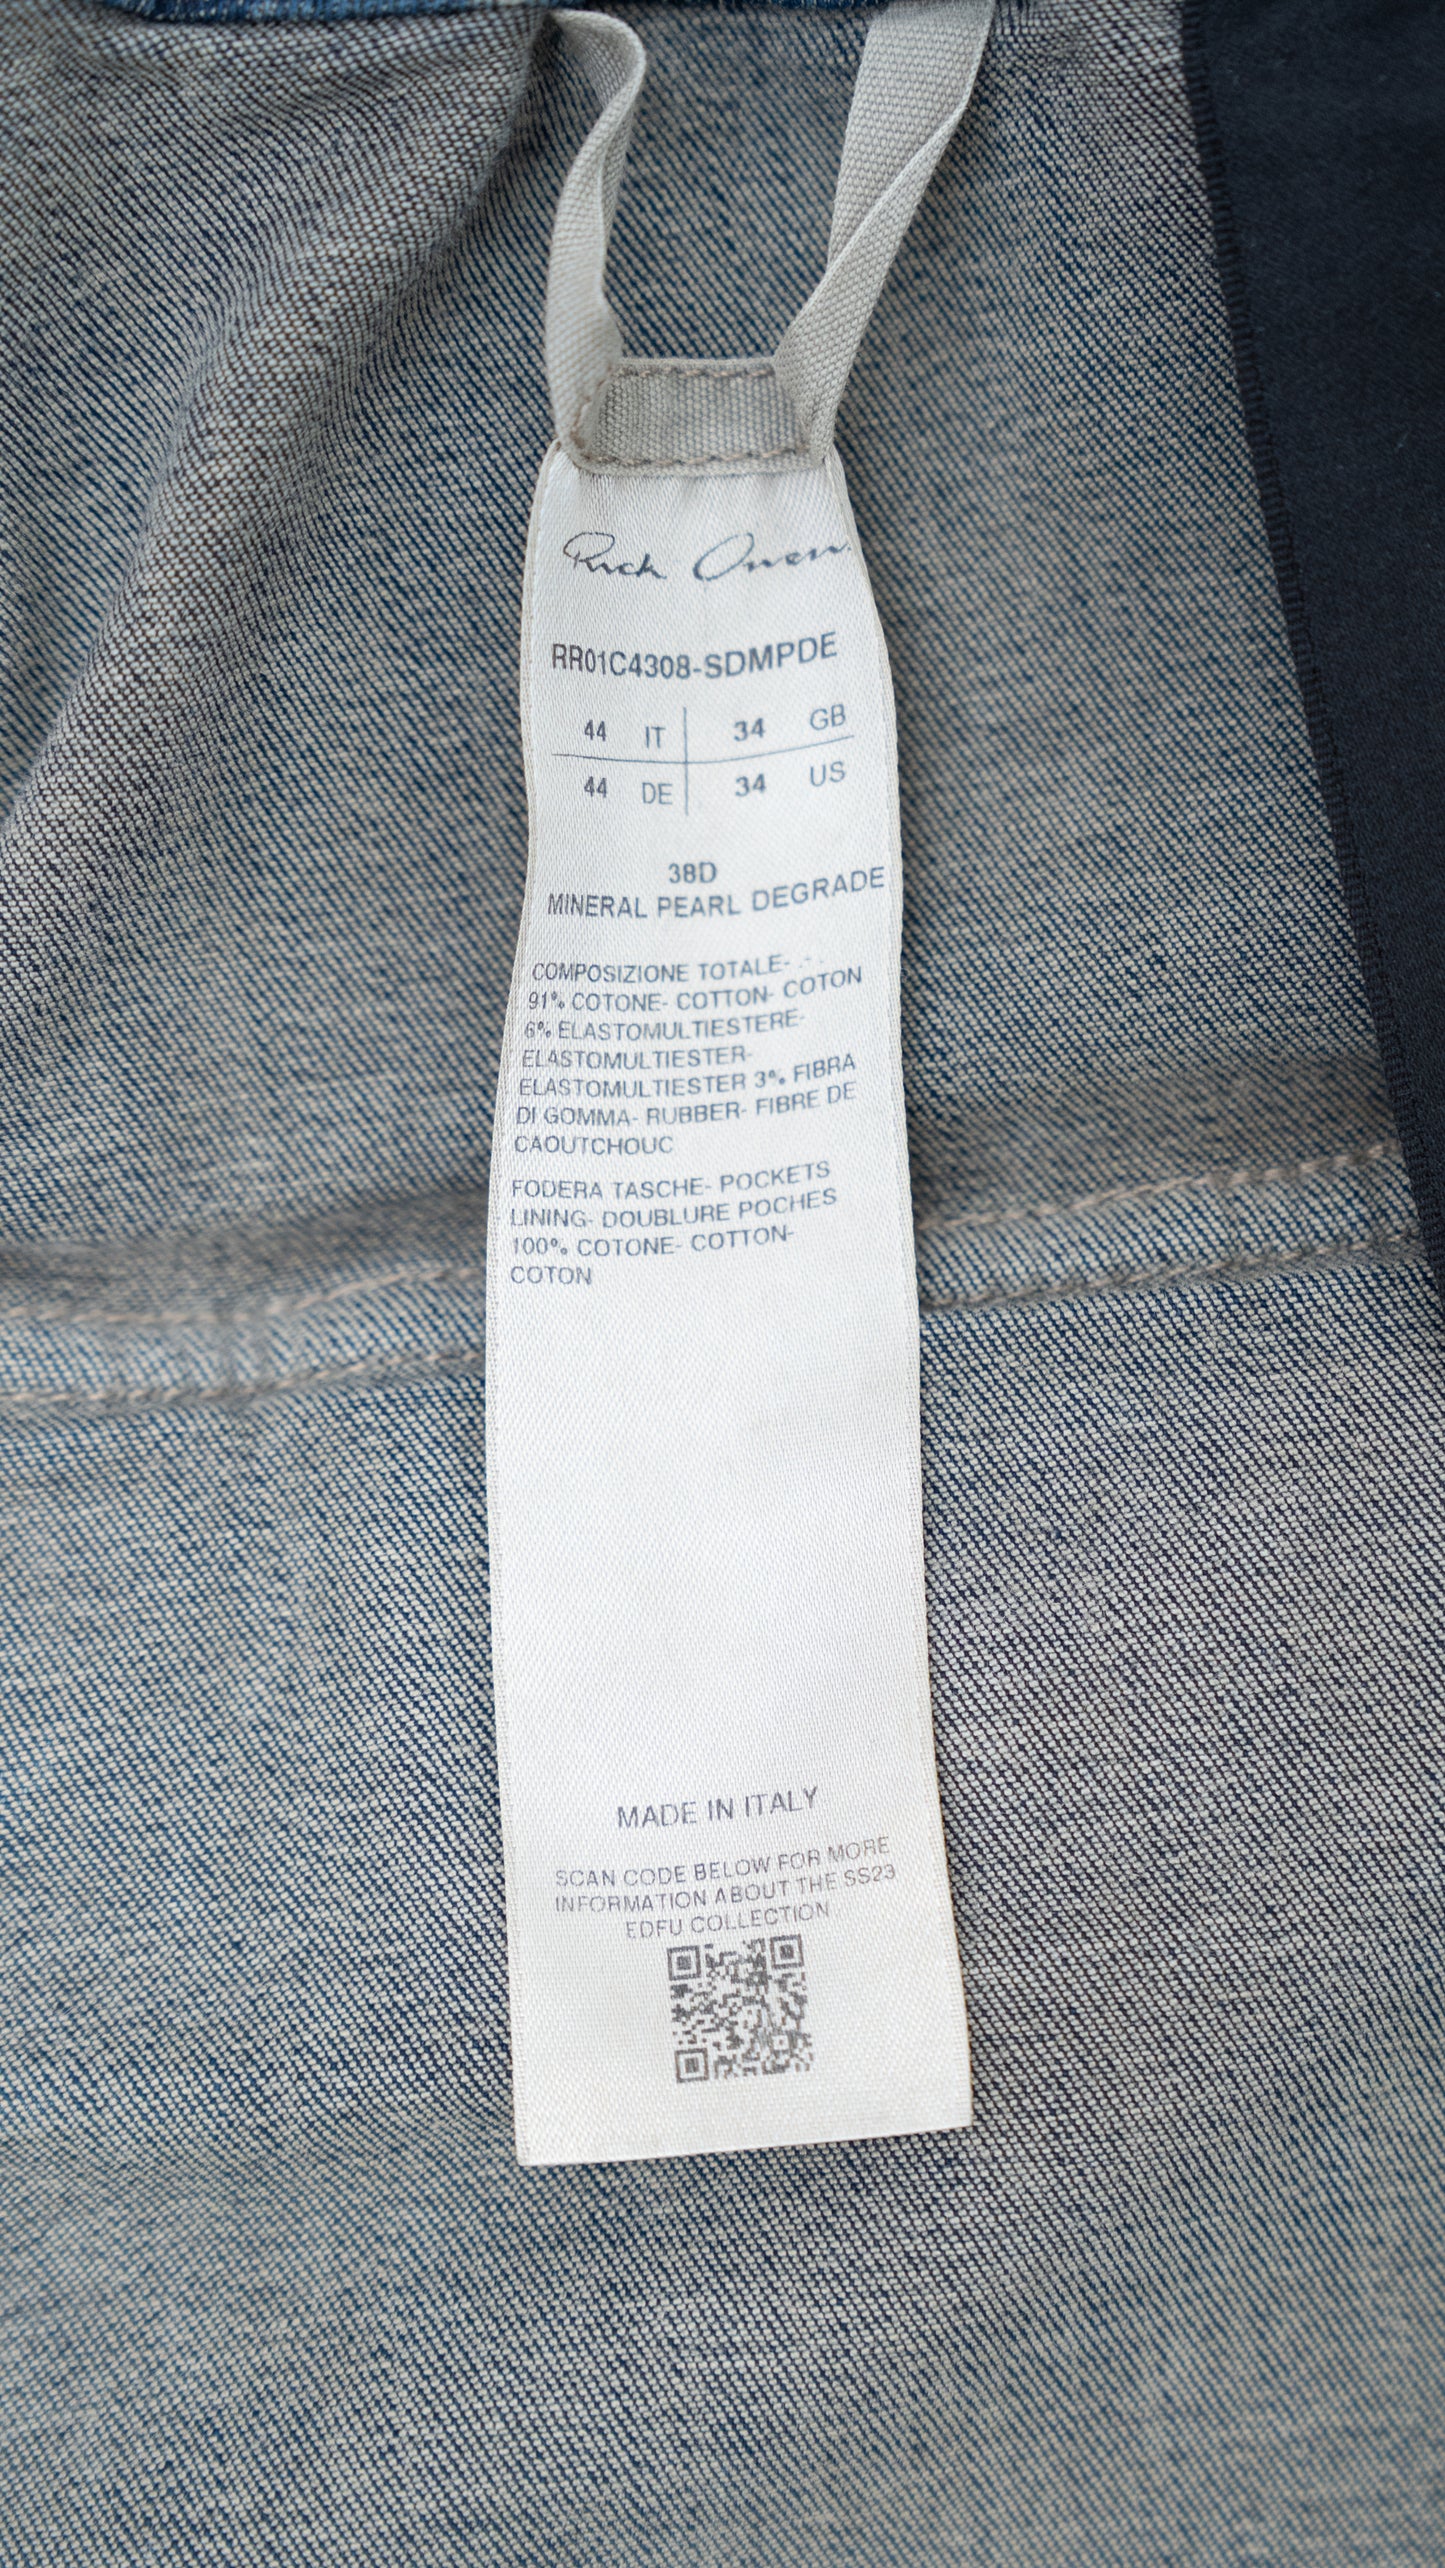 Rick Owens
RR01C4308-SDMPDE
44 IT 34 GB
44 DE 34 US
38D
MINERAL PEARL DEGRADE
COMPOSIZIONE TOTALE- - -
91% COTONE- COTTON- COTON
6% ELASTOMULTIESTERE-
ELASTOMULTIESTER-
ELASTOMULTIESTER 3% FIBRA
DI GOMMA- RUBBER- FIBRE DE
CAOUTCHOUC
FODERA TASCHE- POCKETS
LINING- DOUBLURE POCHES
100% COTONE- COTTON-
COTON
MADE IN ITALY
SCAN CODE BELOW FOR MORE
INFORMATION ABOUT THE SS23
EDFU COLLECTION